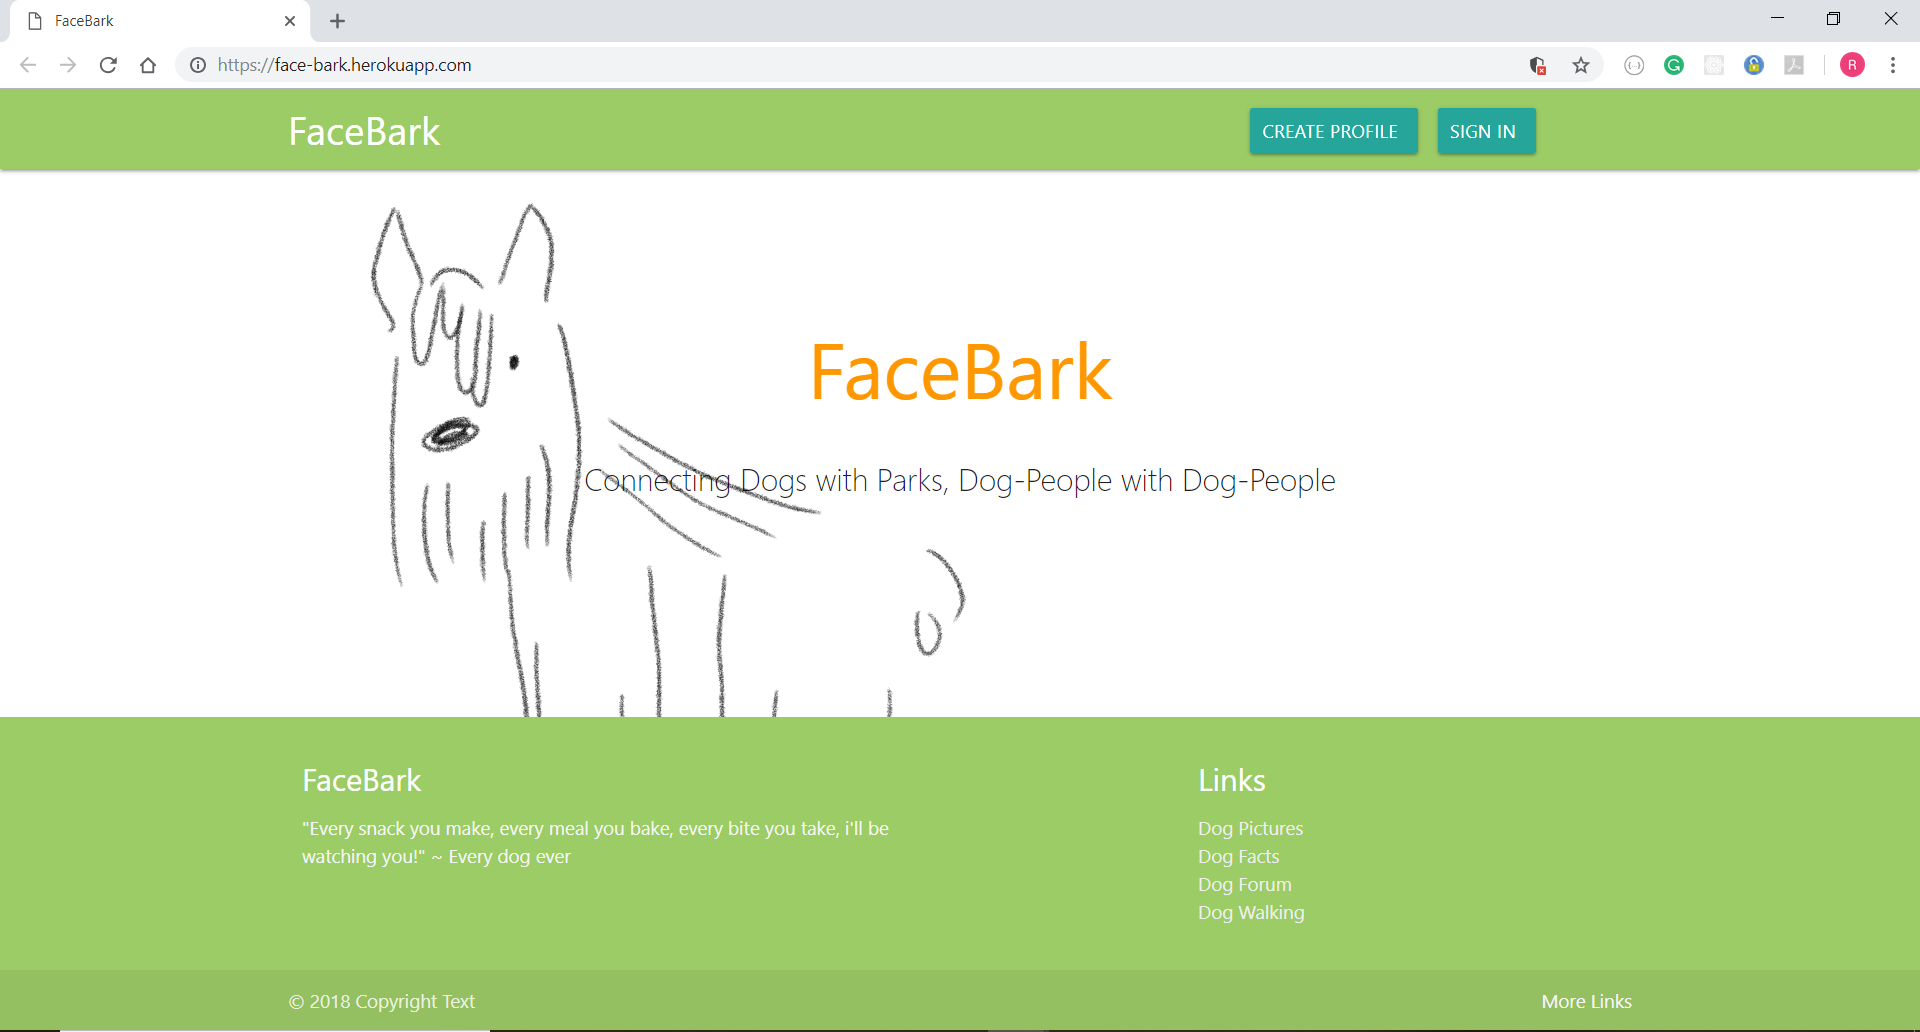 FaceBark
https://face-bark.herokuapp.com
R
FaceBark
CREATE PROFILE
SIGN IN
FaceBark
Connecting Dogs with Parks, Dog-People with Dog-People
FaceBark
"Every snack you make, every meal you bake, every bite you take, i'll be
watching you!" ~ Every dog ever
Links
Dog Pictures
Dog Facts
Dog Forum
Dog Walking
© 2018 Copyright Text
More Links